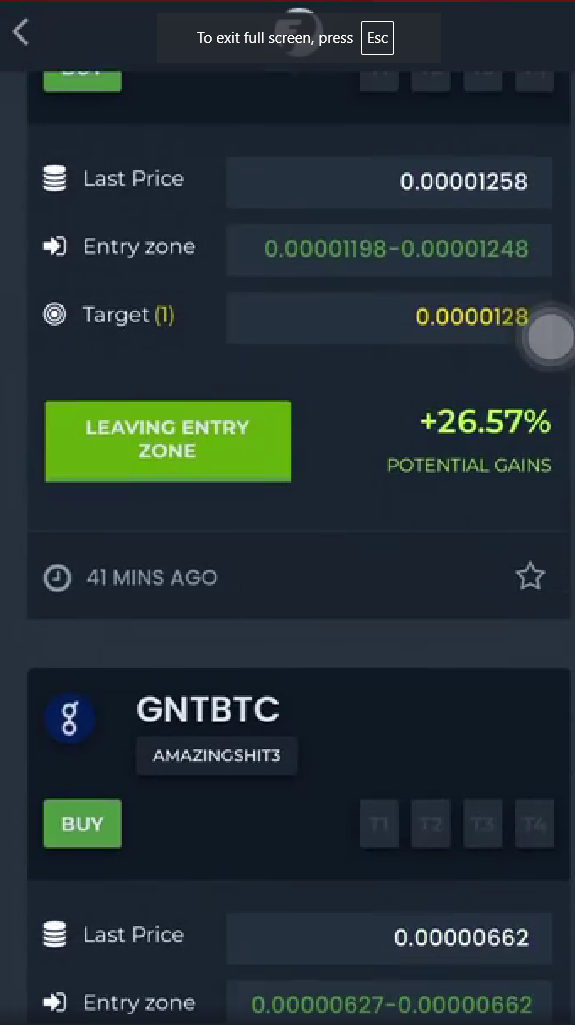 To exit full screen, press Esc
BUY
T1 T2 T3 T4
Last Price 0.00001258
Entry zone 0.00001198-0.00001248
Target (1) 0.0000128
LEAVING ENTRY
ZONE
+26.57%
POTENTIAL GAINS
41 MINS AGO
GNTBTC
AMAZINGSHIT3
BUY T1 T2 T3 T4
Last Price 0.00000662
Entry zone 0.00000627-0.00000662